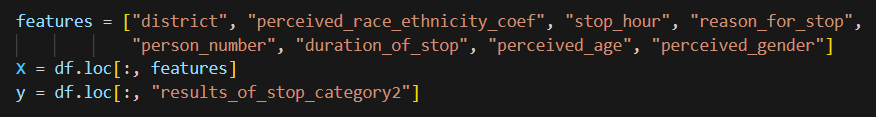 features = ["district", "perceived_race_ethnicity_coef", "stop_hour", "reason_for_stop",
"person_number", "duration_of_stop", "perceived_age", "perceived_gender"]
X = df.loc[:, features]
y = df.loc[:, "results_of_stop_category2"]